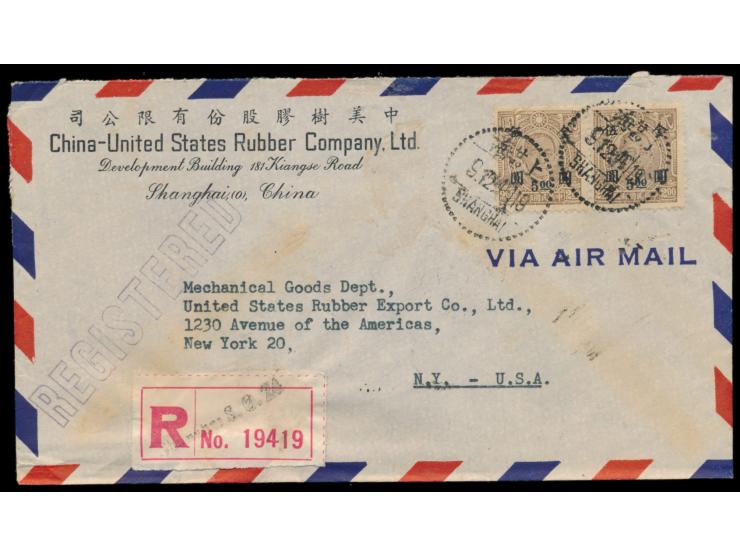 司公限有份股膠樹美中
China-United States Rubber Company, Ltd.
Development Building 181 Kiangse Road
Shanghai, (0), China
REGISTERED
SHANGHAI
SHANGHAI
VIA AIR MAIL
Mechanical Goods Dept.,
United States Rubber Export Co., Ltd.,
1230 Avenue of the Americas,
New York 20,
N.Y. - U.S.A.
R No. 19419